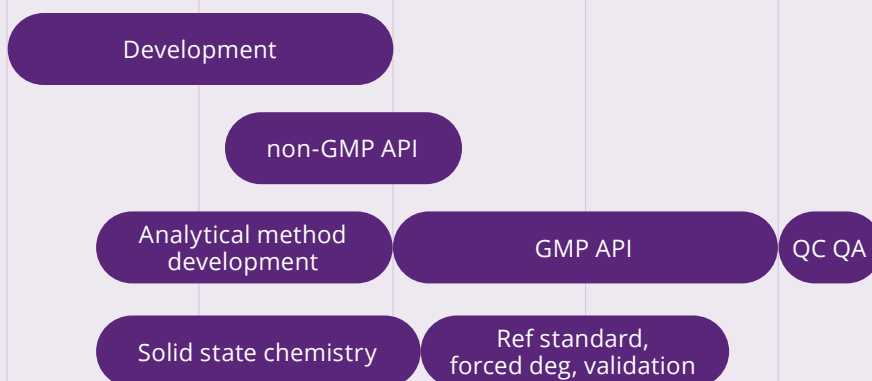 Development
non-GMP API
Analytical method
development
GMP API
QC QA
Solid state chemistry
Ref standard,
forced deg, validation